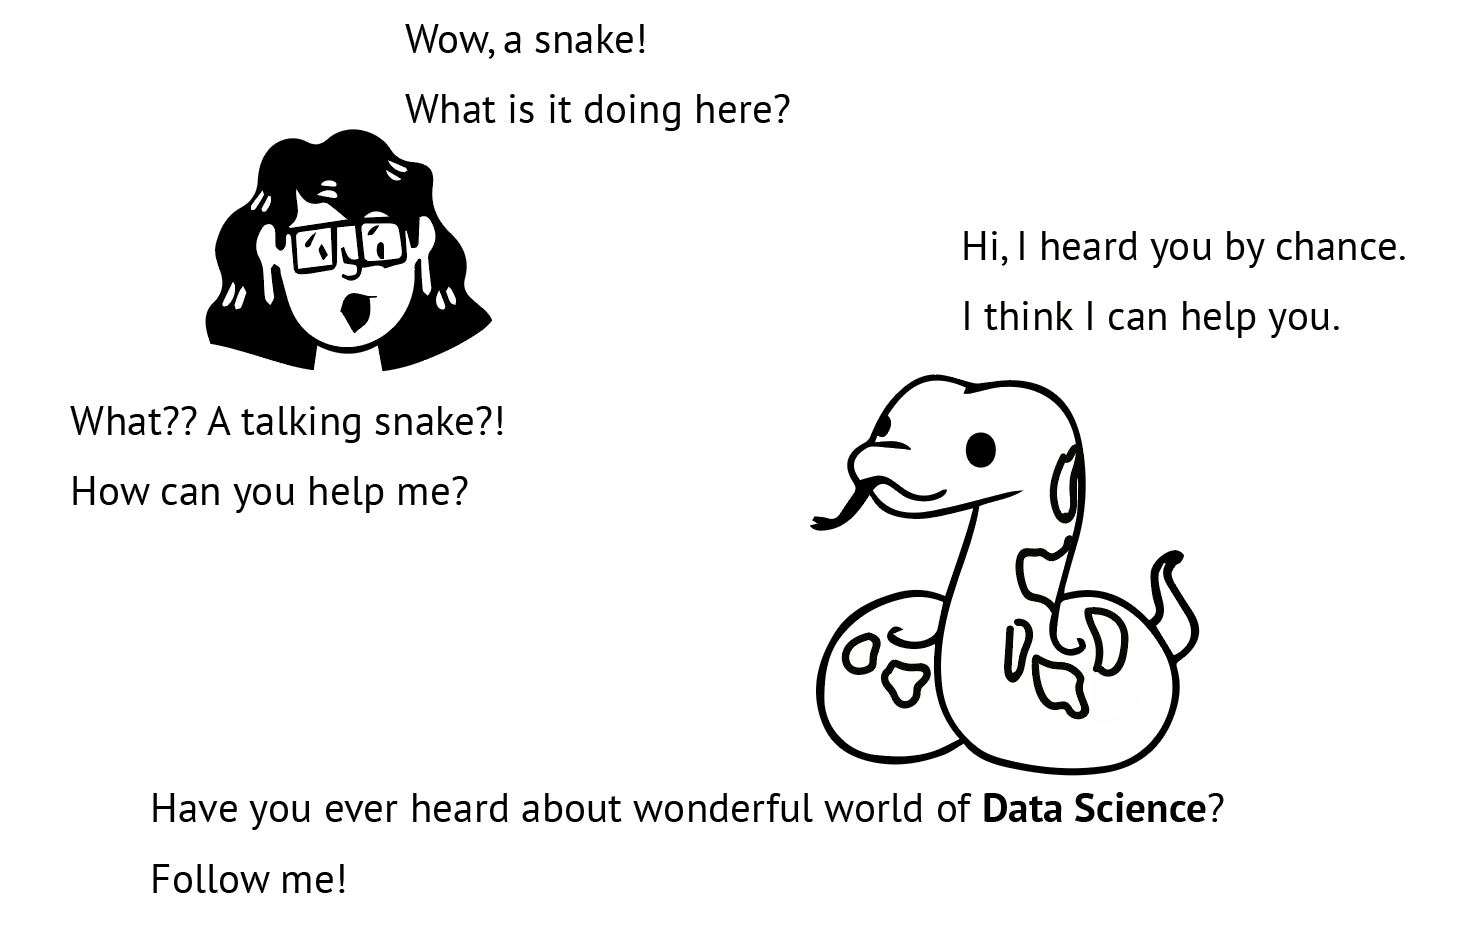 Wow, a snake!
What is it doing here?
Hi, I heard you by chance.
I think I can help you.
What?? A talking snake?!
How can you help me?
Have you ever heard about wonderful world of Data Science?
Follow me!